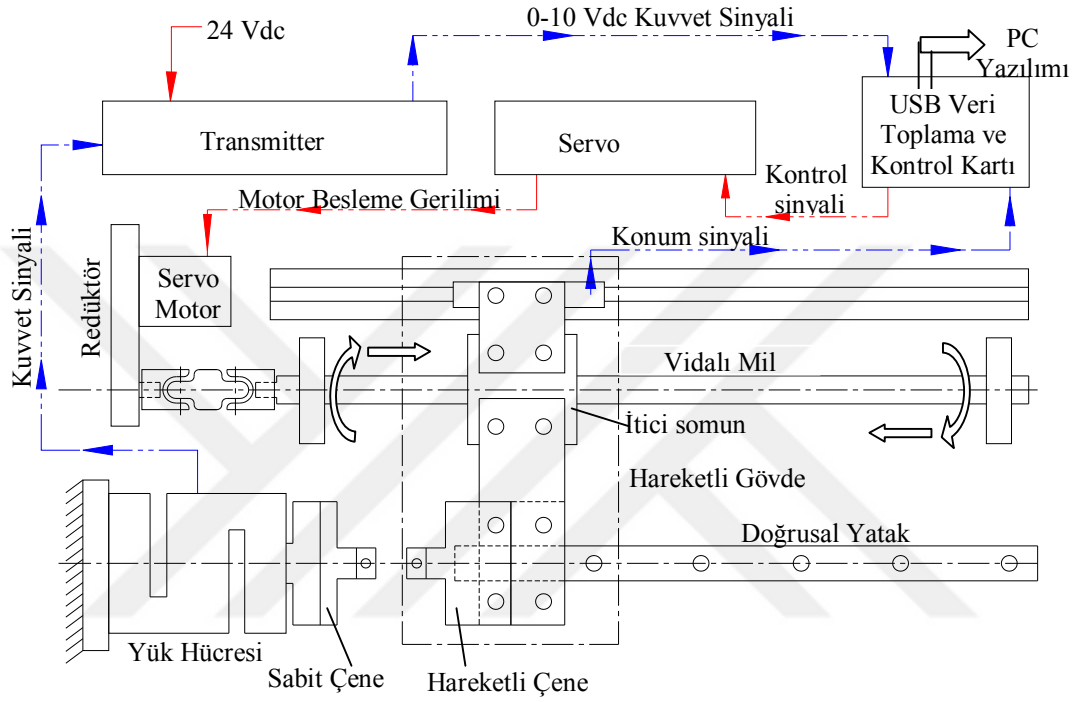 24 Vdc
0-10 Vdc Kuvvet Sinyali
PC
Yazılımı
Transmitter
Servo
USB Veri
Toplama ve
Kontrol Kartı
Kontrol
sinyali
Motor Besleme Gerilimi
Konum sinyali
Kuvvet Sinyali
Redüktör
Servo
Motor
Vidalı Mil
İtici somun
Hareketli Gövde
Doğrusal Yatak
Yük Hücresi
Sabit Çene
Hareketli Çene